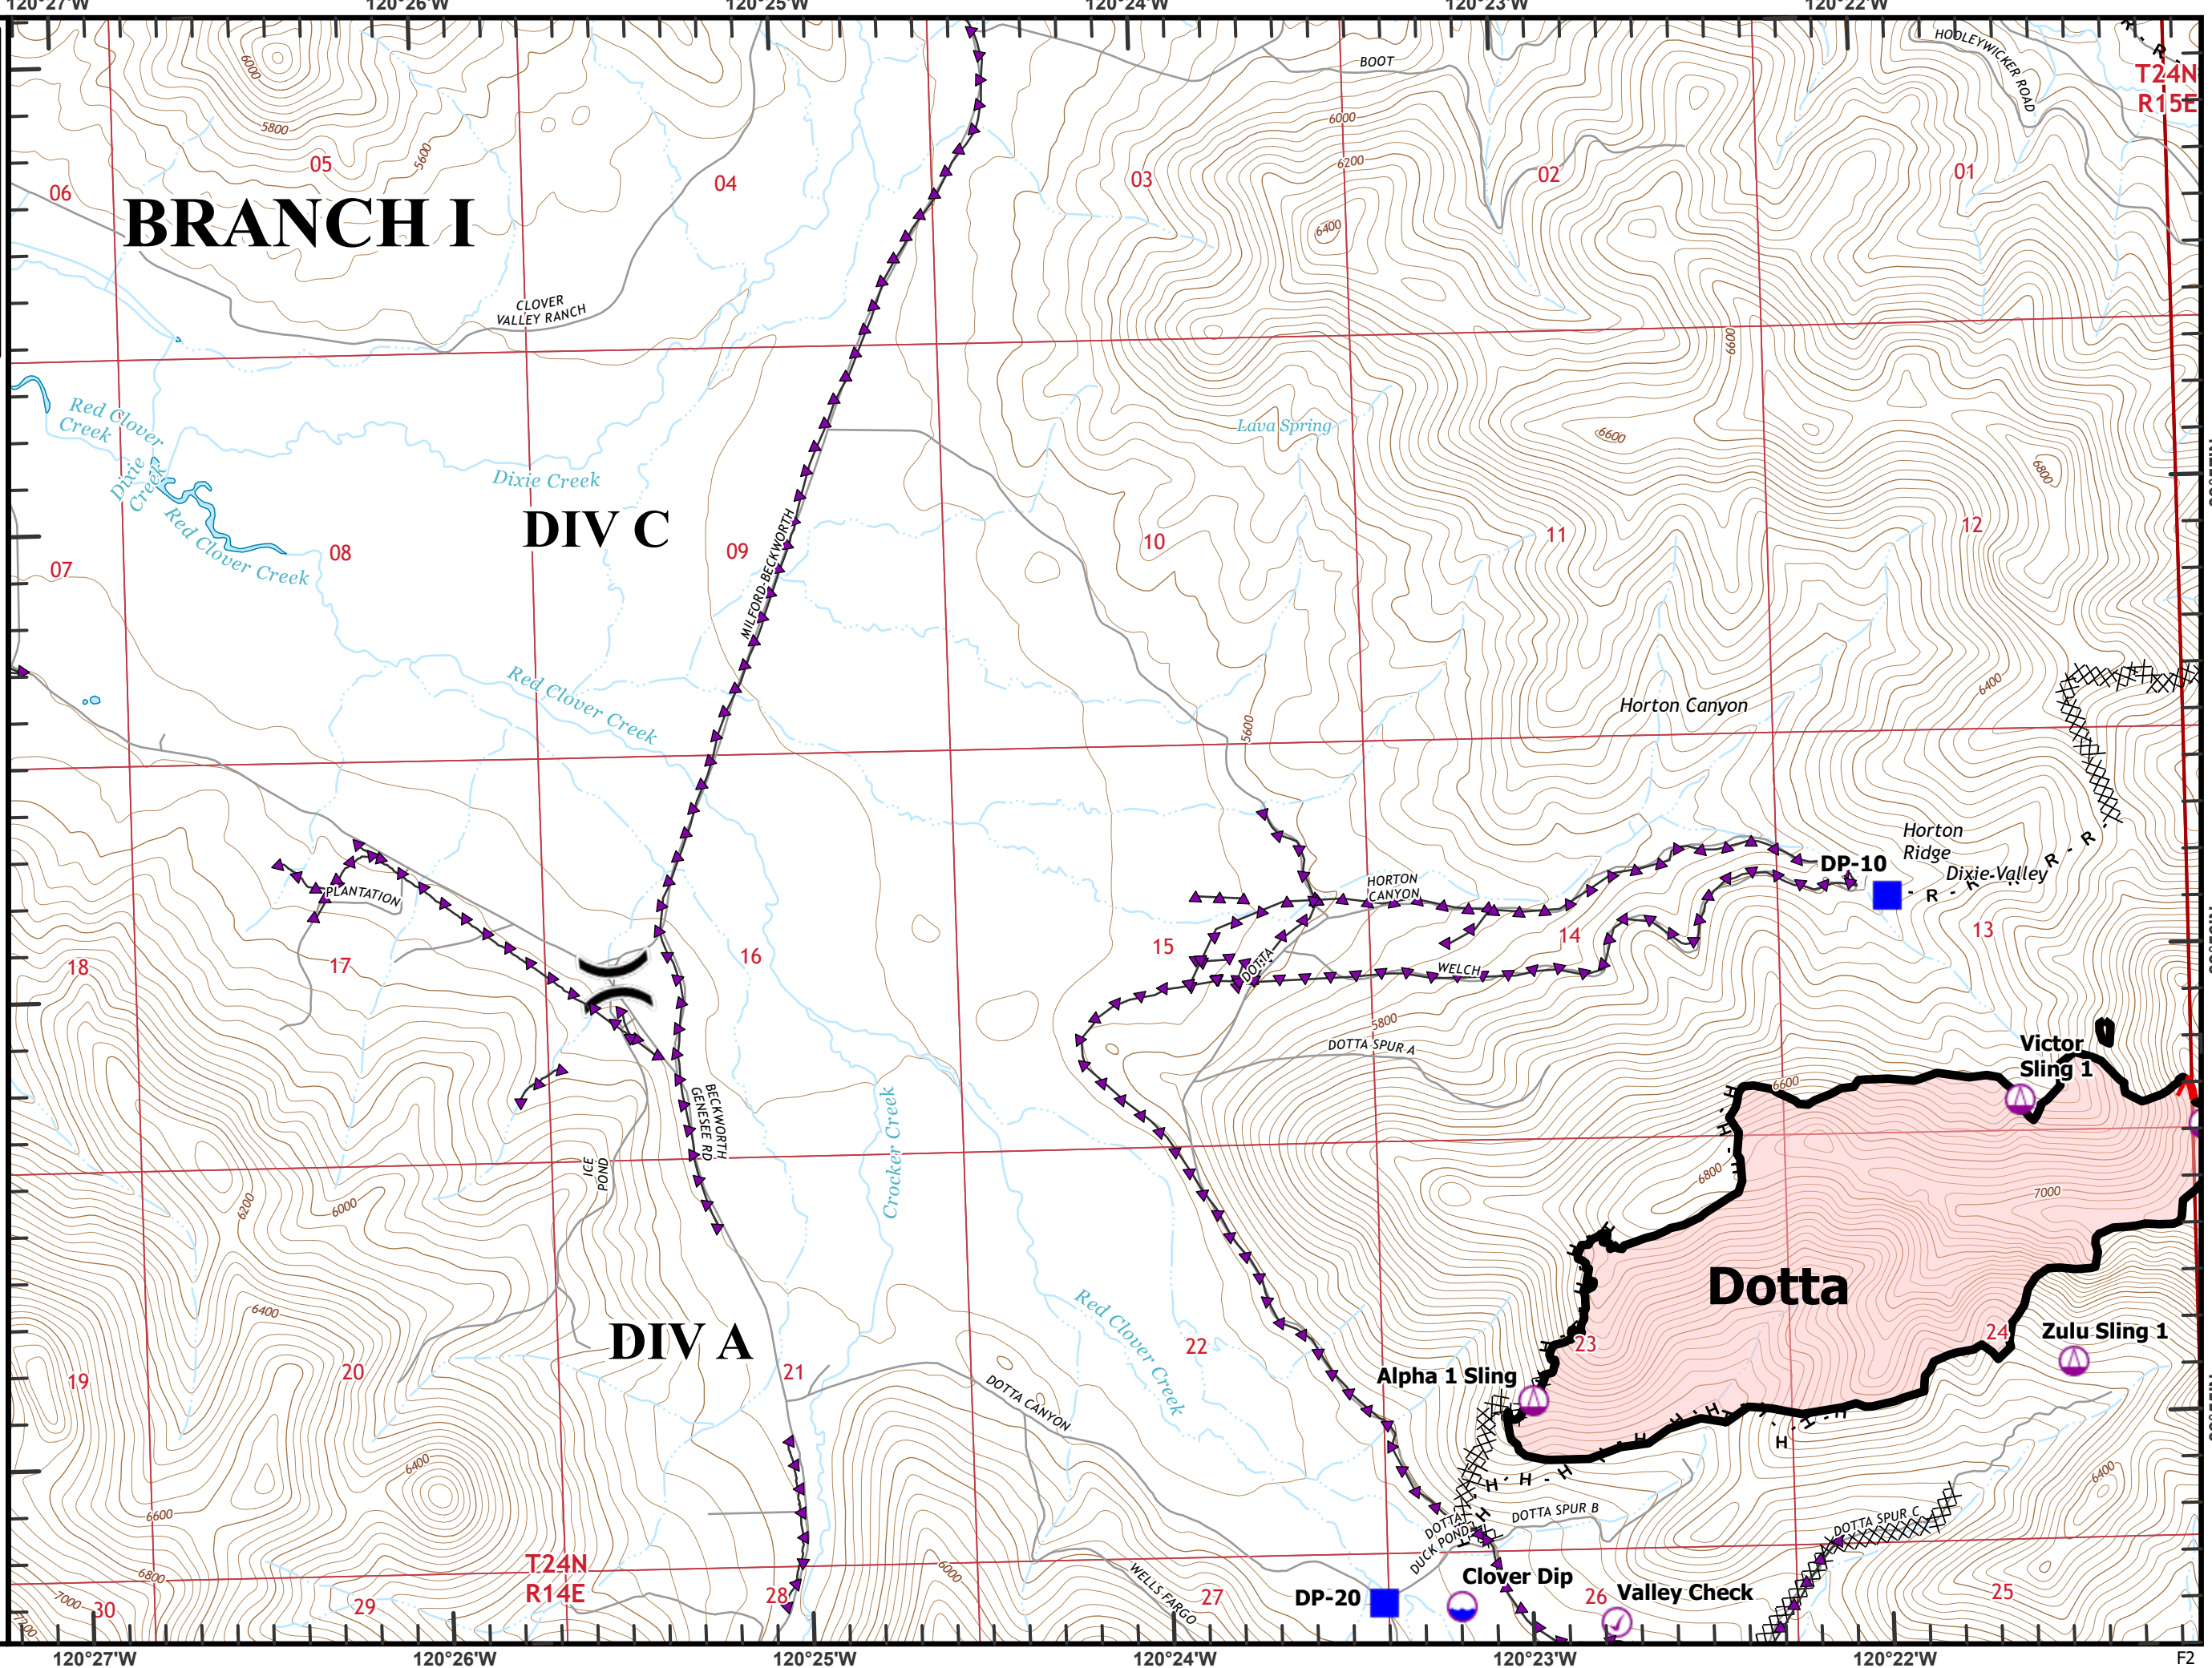 120°27'W
120°26'W
120°25'W
120°24'W
120°23'W
120°22'W
T24N
R15E
HOOLEYWICKER ROAD
BOOT
6000
5800
5600
6000
6200
6400
06
05
04
03
02
01
BRANCH I
CLOVER
VALLEY RANCH
6600
6600
6800
Red Clover
Creek
Dixie
Creek
Red Clover Creek
Dixie Creek
Lava Spring
DIV C
MILFORD-BECKWORTH
07
08
09
10
11
12
Red Clover Creek
5600
6400
Horton Canyon
Horton
Ridge
Dixie-Valley
DP-10
R - R - R
HORTON
CANYON
PLANTATION
DOTTA
WELCH
18
17
16
15
14
13
5800
DOTTA SPUR A
BECKWORTH
GENESEE RD
ICE
POND
Crocker Creek
Victor
Sling 1
6600
6800
7000
6200
6000
6400
Dotta
DIV A
Red Clover Creek
19
20
21
22
23
24
Zulu Sling 1
Alpha 1 Sling
DOTTA CANYON
6400
6600
6800
7000
7200
6000
6400
H - H - H
DOTTA SPUR B
DOTTA
DUCK POND
DOTTA SPUR C
WELLS FARGO
T24N
R14E
DP-20
Clover Dip
Valley Check
30
29
28
27
26
25
120°27'W
120°26'W
120°25'W
120°24'W
120°23'W
120°22'W
F2